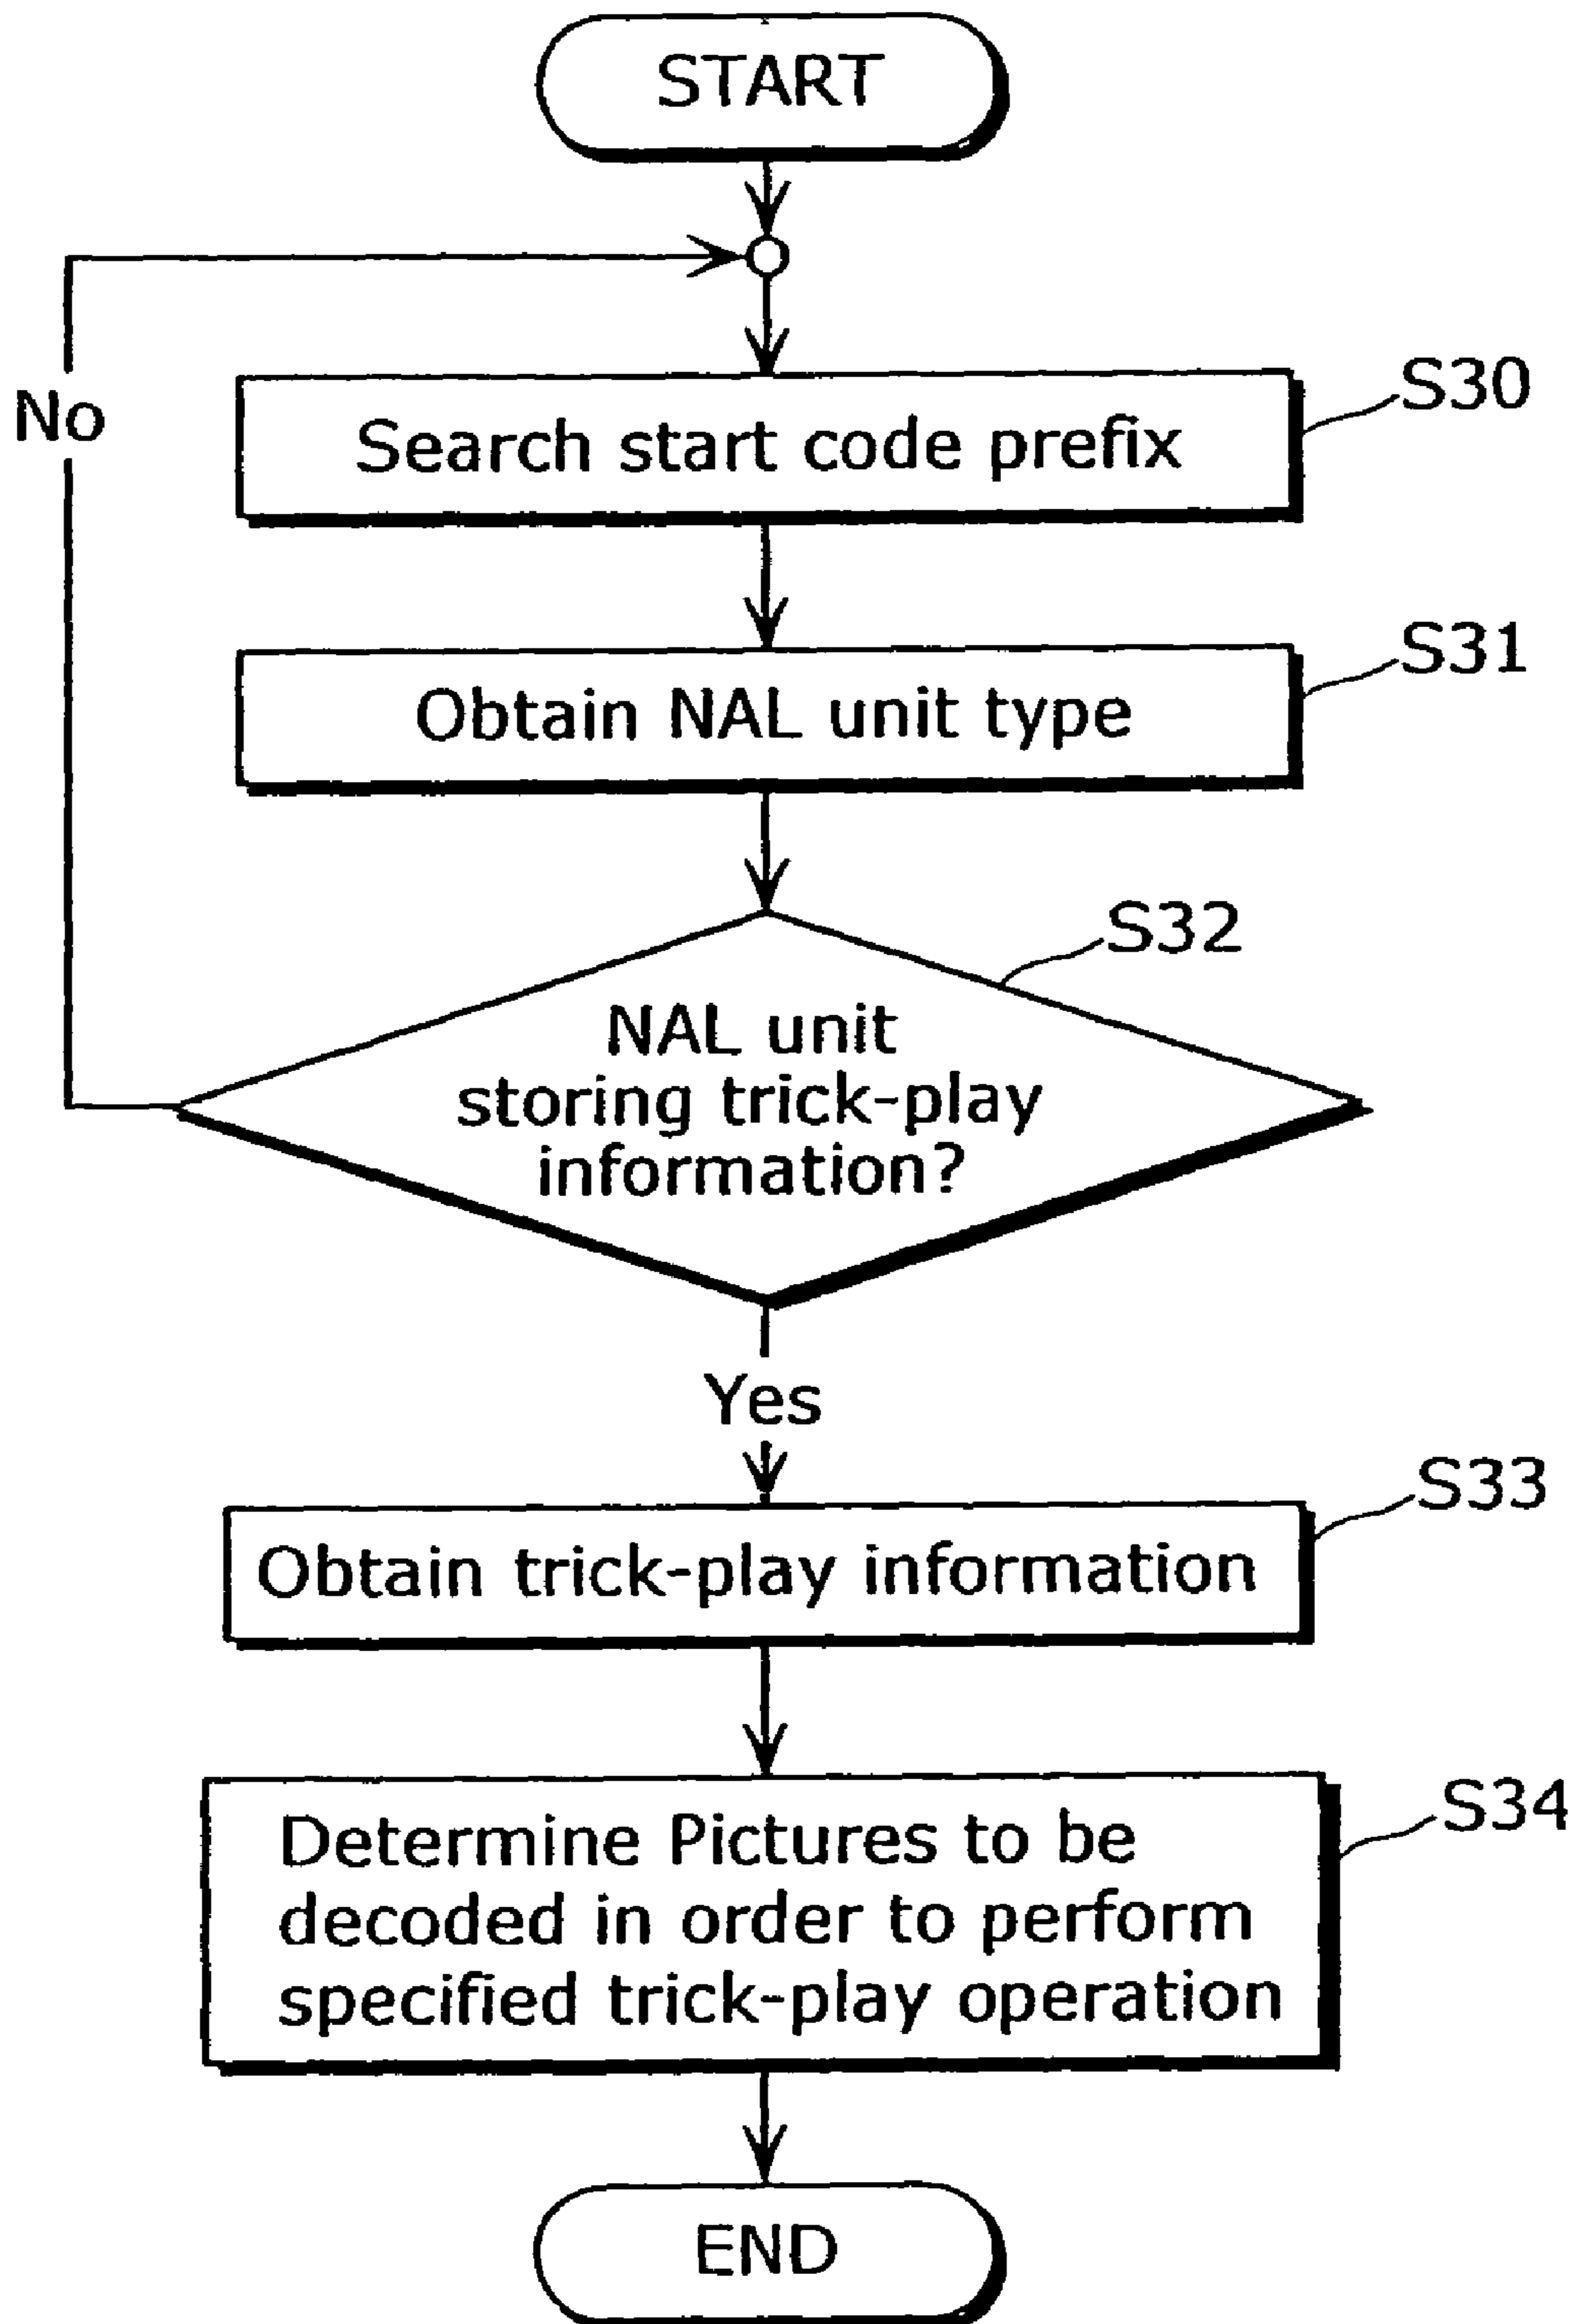 START
No
S30
Search start code prefix
S31
Obtain NAL unit type
S32
NAL unit
storing trick-play
information?
Yes
S33
Obtain trick-play information
S34
Determine Pictures to be
decoded in order to perform
specified trick-play operation
END